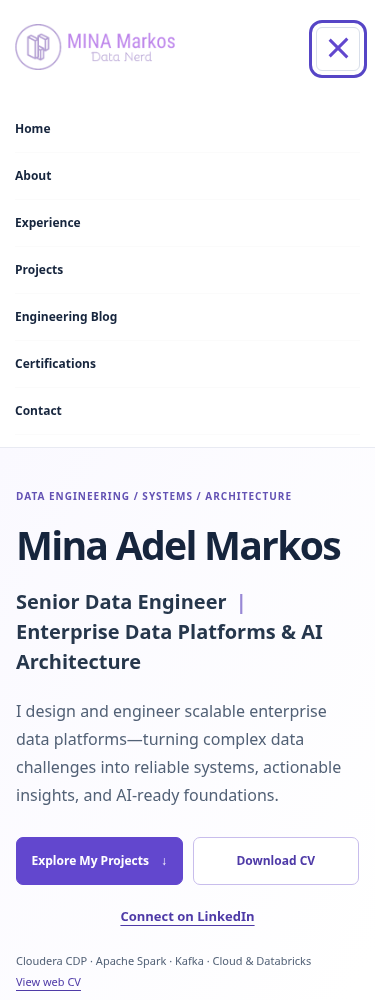 MINA Markos
Data Nerd
Home
About
Experience
Projects
Engineering Blog
Certifications
Contact
DATA ENGINEERING / SYSTEMS / ARCHITECTURE
Mina Adel Markos
Senior Data Engineer |
Enterprise Data Platforms & AI
Architecture
I design and engineer scalable enterprise
data platforms—turning complex data
challenges into reliable systems, actionable
insights, and AI-ready foundations.
Explore My Projects ↓
Download CV
Connect on LinkedIn
Cloudera CDP · Apache Spark · Kafka · Cloud & Databricks
View web CV